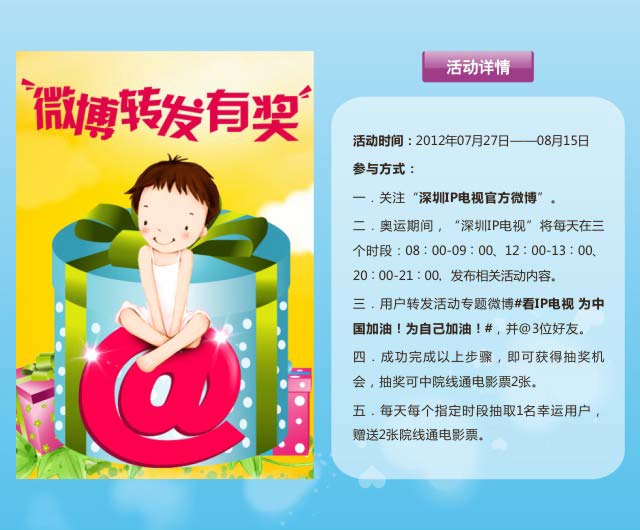 微博转发有奖
@
活动详情
活动时间：2012年07月27日——08月15日
参与方式：
一．关注“深圳IP电视官方微博”。
二．奥运期间，“深圳IP电视”将每天在三
个时段：08：00-09：00、12：00-13：00、
20：00-21：00、发布相关活动内容。
三．用户转发活动专题微博#看IP电视 为中
国加油！为自己加油！#，并@3位好友。
四．成功完成以上步骤，即可获得抽奖机
会，抽奖可中院线通电影票2张。
五．每天每个指定时段抽取1名幸运用户，
赠送2张院线通电影票。